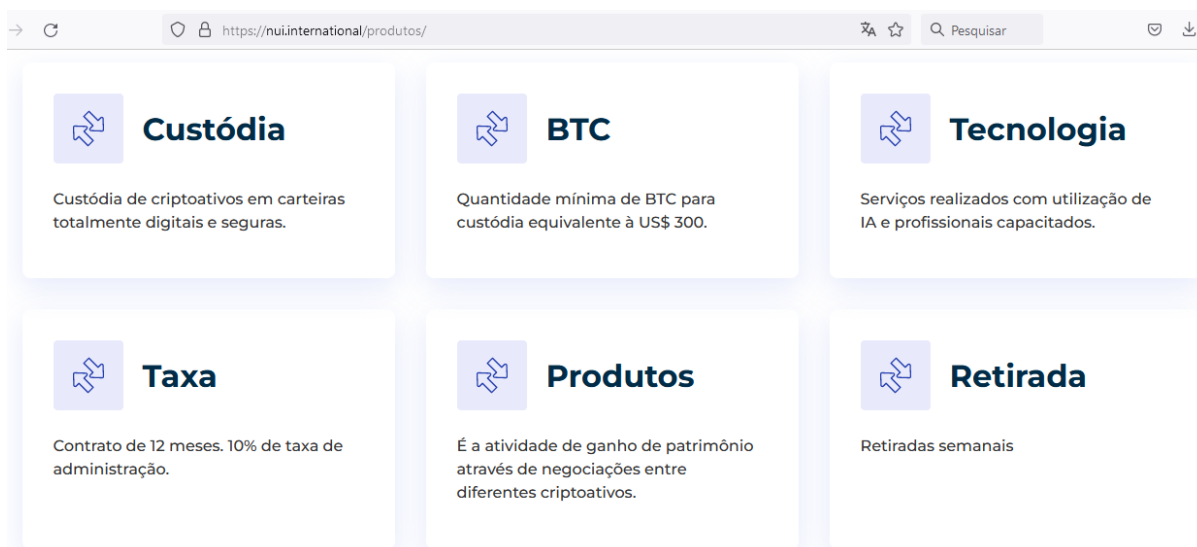 https://nui.international/produtos/
Pesquisar
Custódia
Custódia de criptoativos em carteiras
totalmente digitais e seguras.
BTC
Quantidade mínima de BTC para
custódia equivalente à US$ 300.
Tecnologia
Serviços realizados com utilização de
IA e profissionais capacitados.
Taxa
Contrato de 12 meses. 10% de taxa de
administração.
Produtos
É a atividade de ganho de patrimônio
através de negociações entre
diferentes criptoativos.
Retirada
Retiradas semanais